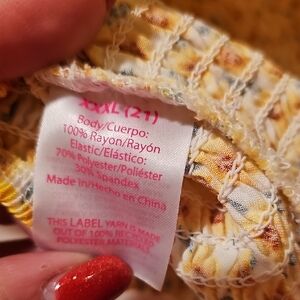 XXXL (21)
Body/Cuerpo:
100% Rayon/Rayón
Elastic/Elástico:
70% Polyester/Poliéster
30% spandex
Made in/Hecho en China
THIS LABEL YARN IS MADE
OUT OF 100% RECYCLED
POLYESTER MATERIALS